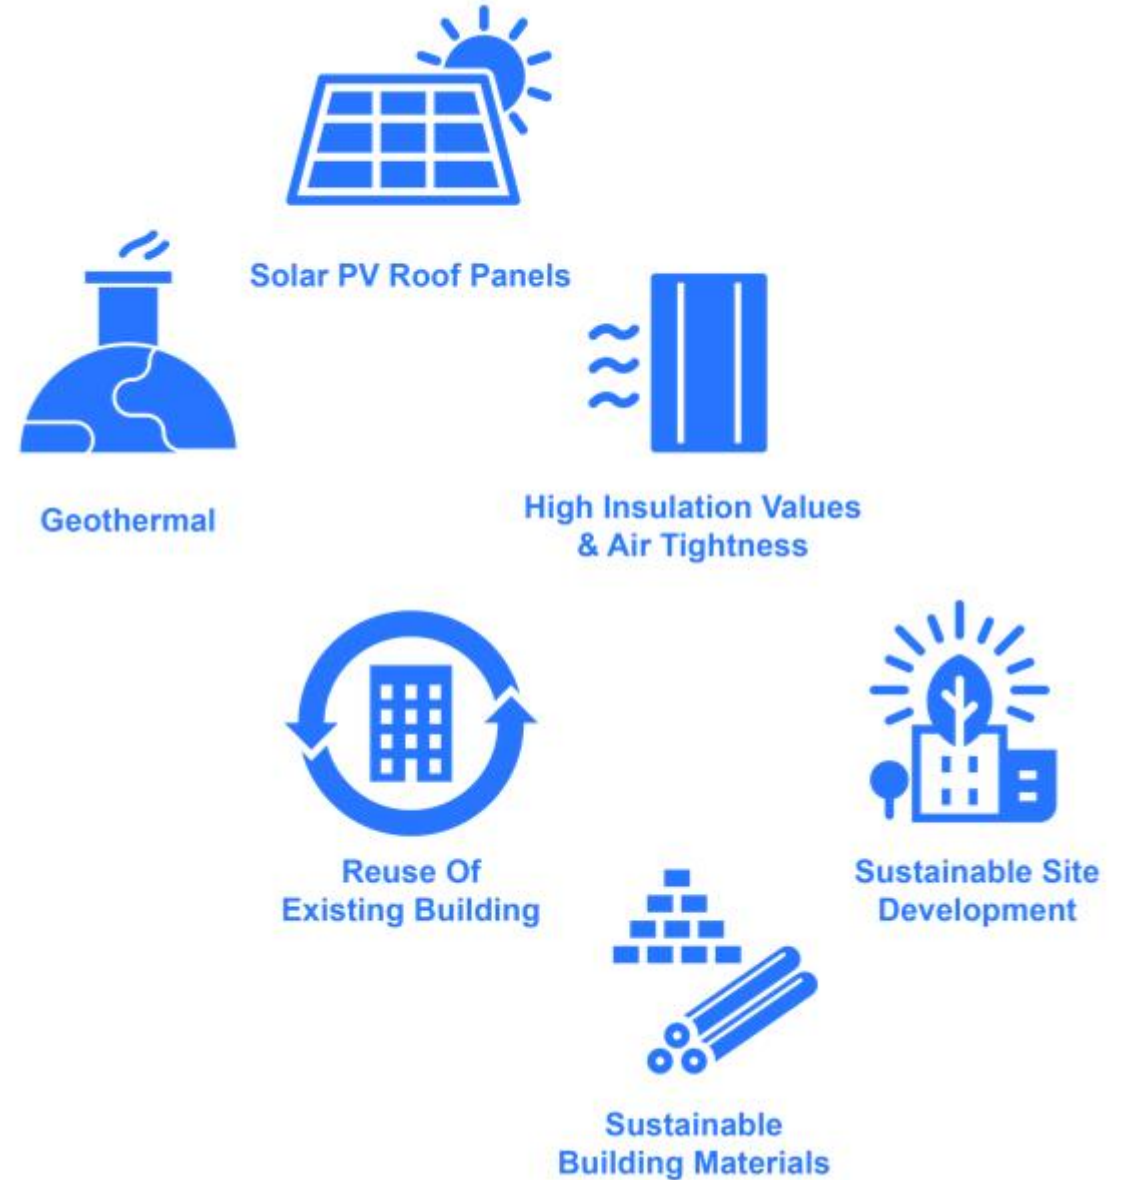 Solar PV Roof Panels
Geothermal
High Insulation Values
& Air Tightness
Reuse Of
Existing Building
Sustainable Site
Development
Sustainable
Building Materials